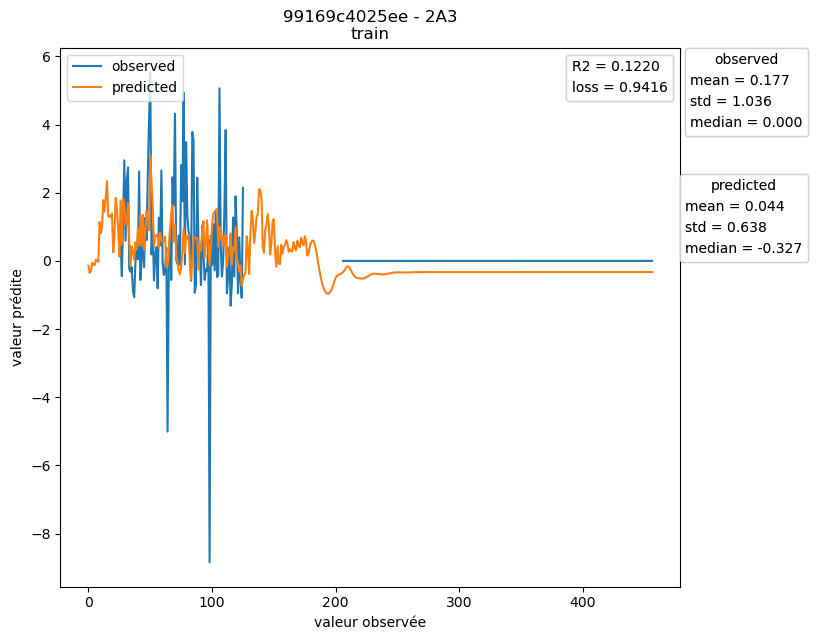 99169c4025ee - 2A3
train
observed
predicted
R2 = 0.1220
loss = 0.9416
observed
mean = 0.177
std = 1.036
median = 0.000
predicted
mean = 0.044
std = 0.638
median = -0.327
valeur prédite
6
4
2
0
−2
−4
−6
−8
0
100
200
300
400
valeur observée